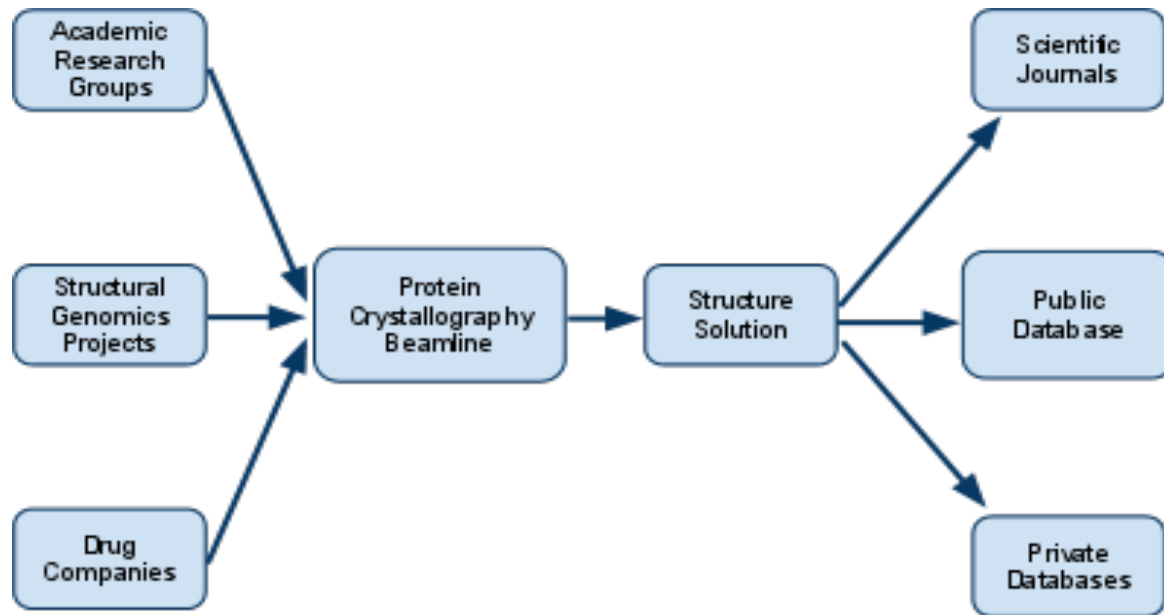 Academic
Research
Groups
Scientific
Journals
Structural
Genomics
Projects
Protein
Crystallography
Beamline
Structure
Solution
Public
Database
Drug
Companies
Private
Databases